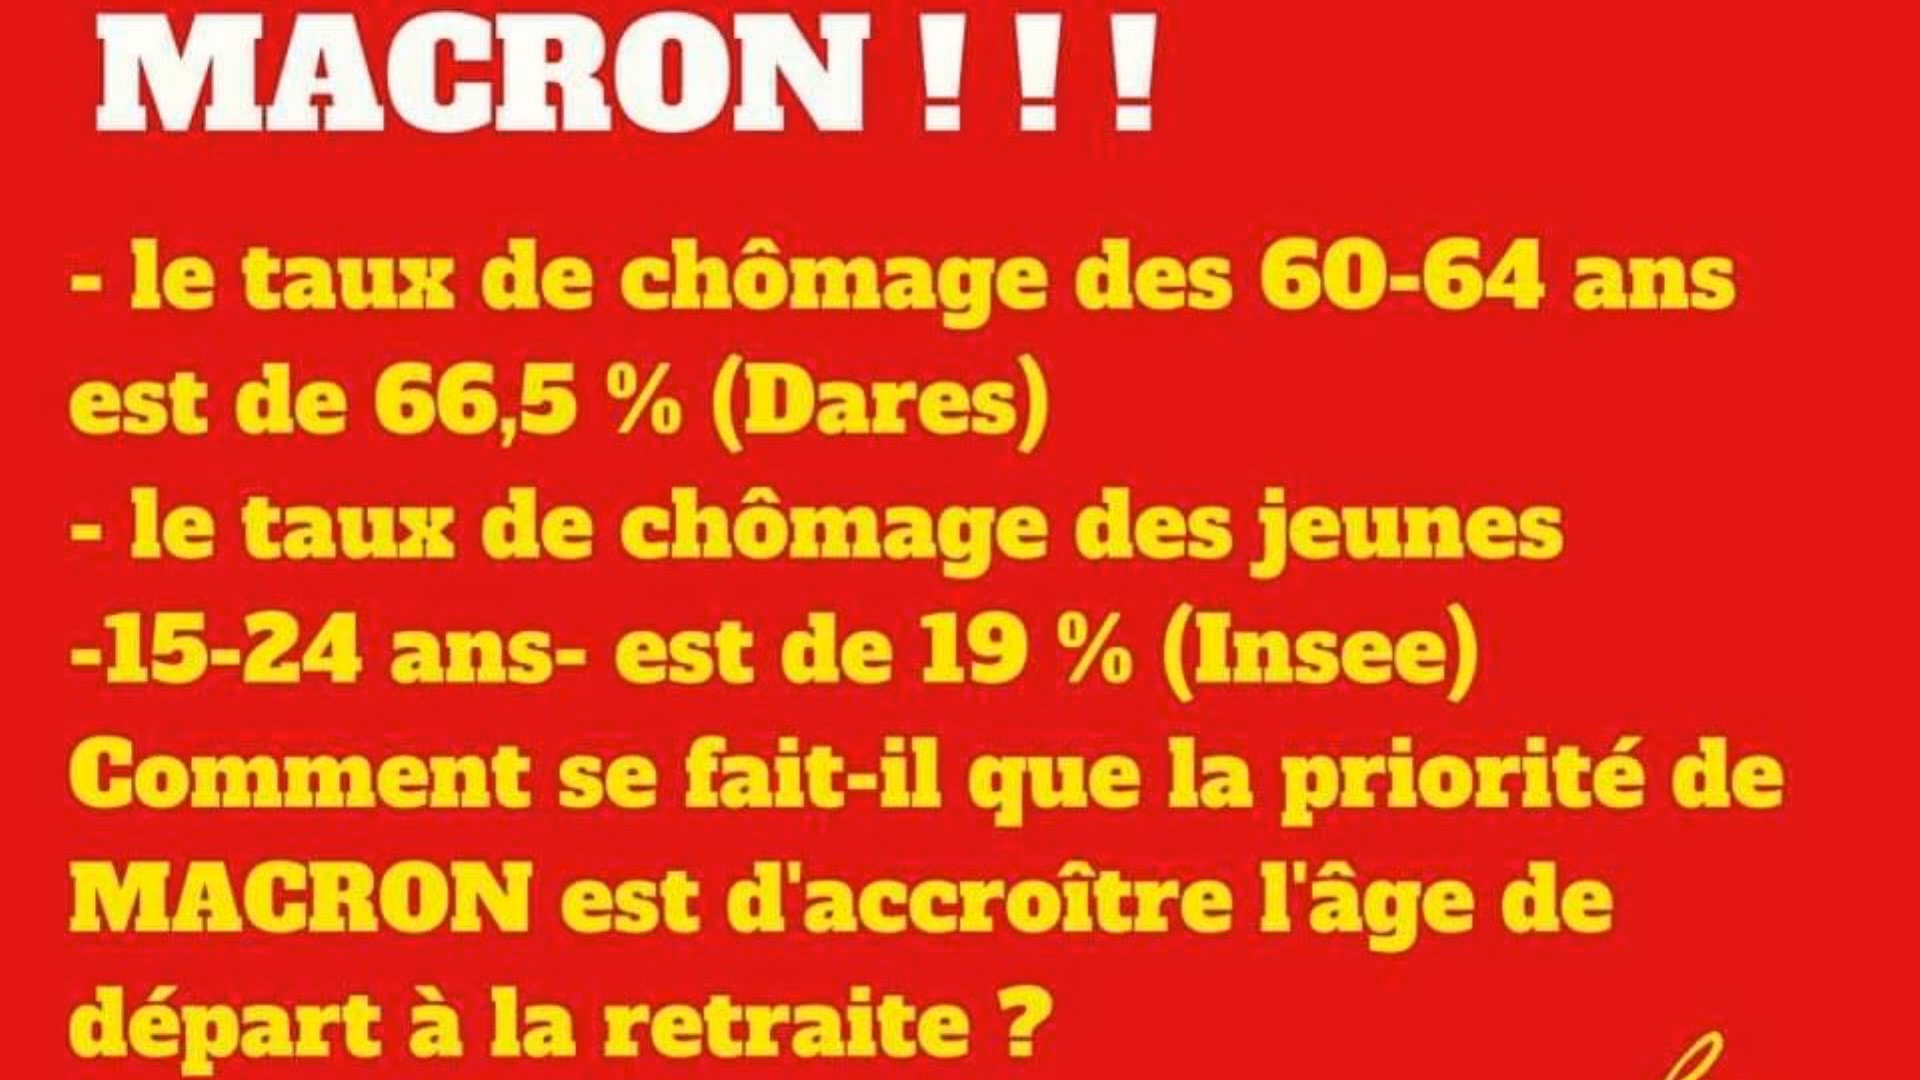 MACRON ! ! !
- le taux de chômage des 60-64 ans
est de 66,5 % (Dares)
- le taux de chômage des jeunes
-15-24 ans- est de 19 % (Insee)
Comment se fait-il que la priorité de
MACRON est d'accroître l'âge de
départ à la retraite ?